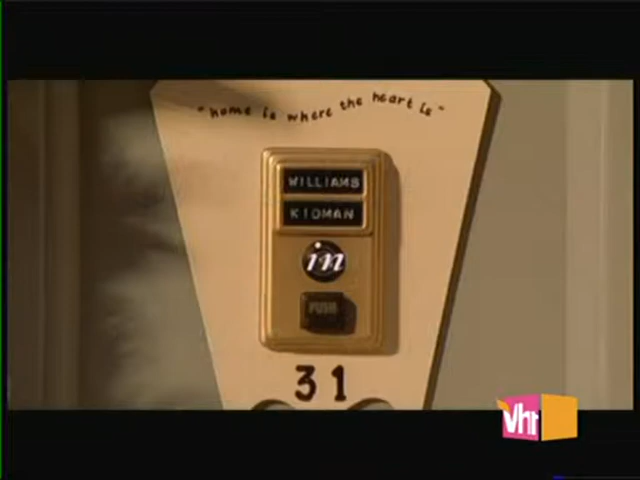 "home is where the heart is"
WILLIAMS
KIDMAN
in
PUSH
31
vh1